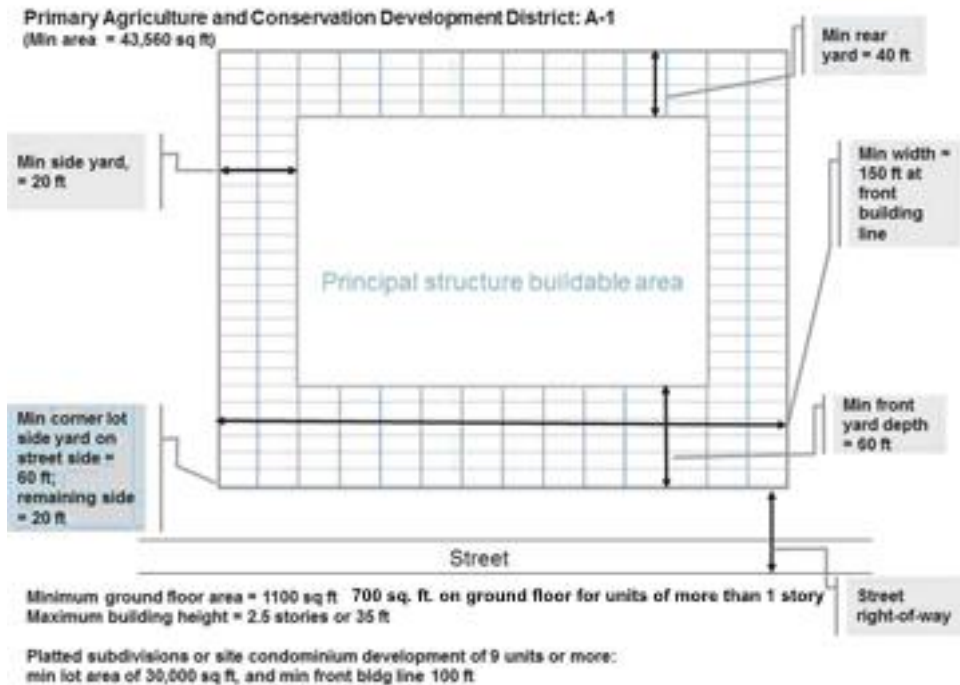 Primary Agriculture and Conservation Development District: A-1
(Min area = 43,560 sq ft)
Min rear
yard = 40 ft
Min side yard,
= 20 ft
Min width =
150 ft at
front
building
line
Principal structure buildable area
Min corner lot
side yard on
street side =
60 ft;
remaining side
= 20 ft
Min front
yard depth
= 60 ft
Street
Street
right-of-way
Minimum ground floor area = 1100 sq ft 700 sq. ft. on ground floor for units of more than 1 story
Maximum building height = 2.5 stories or 35 ft
Platted subdivisions or site condominium development of 9 units or more:
min lot area of 30,000 sq ft, and min front bldg line 100 ft